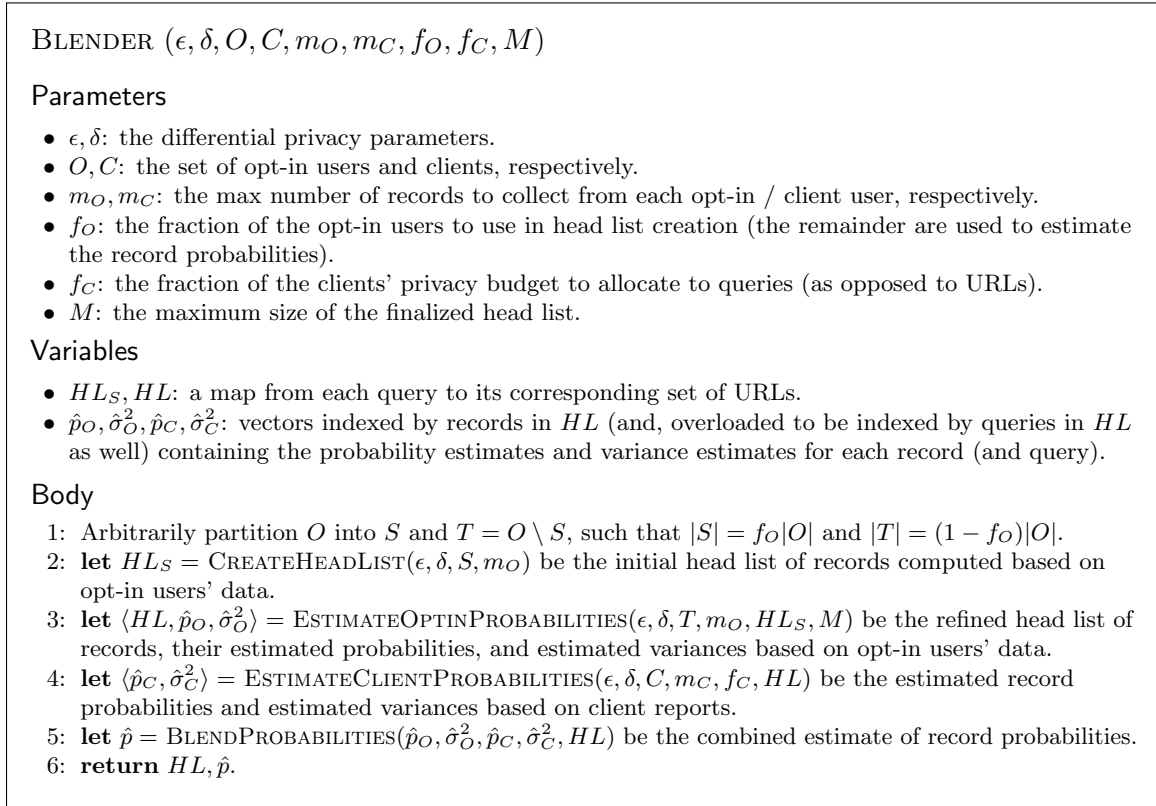 BLENDER (ϵ, δ, O, C, m_O, m_C, f_O, f_C, M)
Parameters
• ϵ, δ: the differential privacy parameters.
• O, C: the set of opt-in users and clients, respectively.
• m_O, m_C: the max number of records to collect from each opt-in / client user, respectively.
• f_O: the fraction of the opt-in users to use in head list creation (the remainder are used to estimate
the record probabilities).
• f_C: the fraction of the clients' privacy budget to allocate to queries (as opposed to URLs).
• M: the maximum size of the finalized head list.
Variables
• HL_S, HL: a map from each query to its corresponding set of URLs.
• p̂_O, σ̂²_O, p̂_C, σ̂²_C: vectors indexed by records in HL (and, overloaded to be indexed by queries in HL
as well) containing the probability estimates and variance estimates for each record (and query).
Body
1: Arbitrarily partition O into S and T = O \ S, such that |S| = f_O|O| and |T| = (1 − f_O)|O|.
2: let HL_S = CREATEHEADLIST(ϵ, δ, S, m_O) be the initial head list of records computed based on
opt-in users' data.
3: let ⟨HL, p̂_O, σ̂²_O⟩ = ESTIMATEOPTINPROBABILITIES(ϵ, δ, T, m_O, HL_S, M) be the refined head list of
records, their estimated probabilities, and estimated variances based on opt-in users' data.
4: let ⟨p̂_C, σ̂²_C⟩ = ESTIMATECLIENTPROBABILITIES(ϵ, δ, C, m_C, f_C, HL) be the estimated record
probabilities and estimated variances based on client reports.
5: let p̂ = BLENDPROBABILITIES(p̂_O, σ̂²_O, p̂_C, σ̂²_C, HL) be the combined estimate of record probabilities.
6: return HL, p̂.